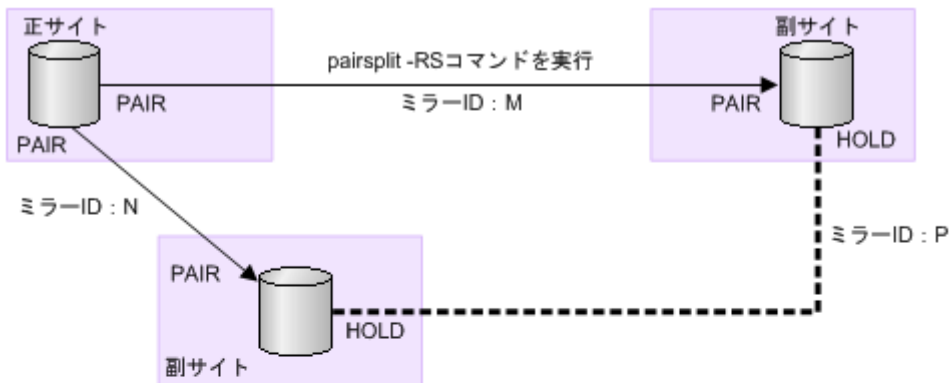 正サイト
副サイト
pairsplit -RSコマンドを実行
PAIR
ミラーID：M
PAIR
PAIR
HOLD
ミラーID：N
ミラーID：P
PAIR
HOLD
副サイト